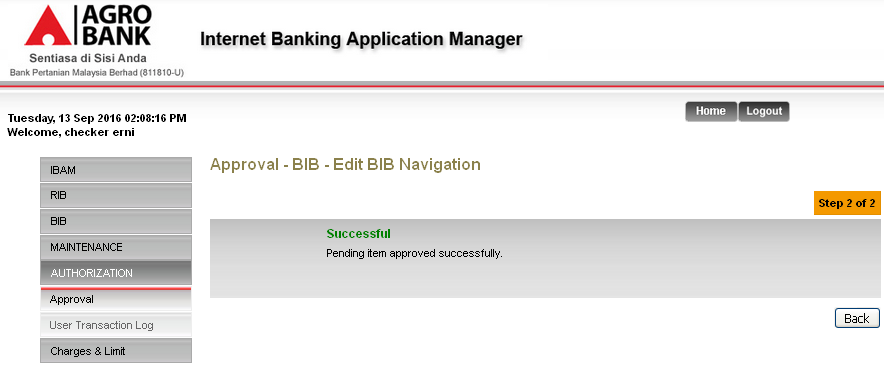 AGRO
BANK
Sentiasa di Sisi Anda
Bank Pertanian Malaysia Berhad (811810-U)
Internet Banking Application Manager
Tuesday, 13 Sep 2016 02:08:16 PM
Welcome, checker erni
Home
Logout
IBAM
RIB
BIB
MAINTENANCE
AUTHORIZATION
Approval
User Transaction Log
Charges & Limit
Approval - BIB - Edit BIB Navigation
Step 2 of 2
Successful
Pending item approved successfully.
Back